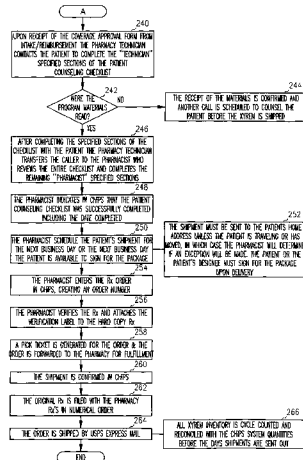 A
240
UPON RECEIPT OF THE COVERAGE APPROVAL FORM FROM
INTAKE/REIMBURSEMENT THE PHARMACY TECHNICIAN
CONTACTS THE PATIENT TO COMPLETE THE "TECHNICIAN"
SPECIFIED SECTIONS OF THE PATIENT
COUNSELING CHECKLIST
242
WERE THE
PROGRAM MATERIALS
READ?
NO
YES
244
THE RECEIPT OF THE MATERIALS IS CONFIRMED AND
ANOTHER CALL IS SCHEDULED TO COUNSEL THE
PATIENT BEFORE THE XYREM IS SHIPPED
246
AFTER COMPLETING THE SPECIFIED SECTIONS OF THE
CHECKLIST WITH THE PATIENT THE PHARMACY TECHNICIAN
TRANSFERS THE CALLER TO THE PHARMACIST WHO
REVIEWS THE ENTIRE CHECKLIST AND COMPLETES THE
REMAINING "PHARMACIST" SPECIFIED SECTIONS
248
THE PHARMACIST INDICATES IN CHIPS THAT THE PATIENT
COUNSELING CHECKLIST WAS SUCCESSFULLY COMPLETED
INCLUDING THE DATE COMPLETED
250
THE PHARMACIST SCHEDULE THE PATIENT'S SHIPMENT FOR
THE NEXT BUSINESS DAY OR THE NEXT BUSINESS DAY
THE PATIENT IS AVAILABLE TO SIGN FOR THE PACKAGE
252
THE SHIPMENT MUST BE SENT TO THE PATIENT'S HOME
ADDRESS UNLESS THE PATIENT IS TRAVELING OR HAS
MOVED, IN WHICH CASE THE PHARMACIST WILL DETERMINE
IF AN EXCEPTION WILL BE MADE. THE PATIENT OR THE
PATIENT'S DESIGNEE MUST SIGN FOR THE PACKAGE
UPON DELIVERY
254
THE PHARMACIST ENTERS THE Rx ORDER
IN CHIPS, CREATING AN ORDER NUMBER
256
THE PHARMACIST VERIFIES THE Rx AND ATTACHES THE
VERIFICATION LABEL TO THE HARD COPY Rx
258
A PICK TICKET IS GENERATED FOR THE ORDER & THE
ORDER IS FORWARDED TO THE PHARMACY FOR FULFILLMENT
260
THE SHIPMENT IS CONFIRMED IN CHIPS
262
THE ORIGINAL Rx IS FILED WITH THE PHARMACY
Rx'S IN NUMERICAL ORDER
264
THE ORDER IS SHIPPED BY USPS EXPRESS MAIL
266
ALL XYREM INVENTORY IS CYCLE COUNTED AND
RECONCILED WITH THE CHIPS SYSTEM QUANTITIES
BEFORE THE DAYS SHIPMENTS ARE SENT OUT
END